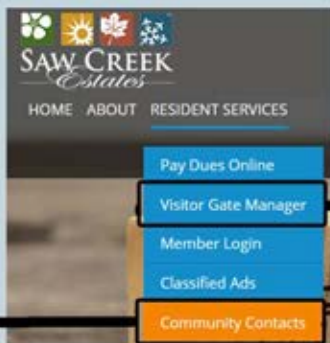 SAW CREEK
Estates
HOME ABOUT RESIDENT SERVICES
Pay Dues Online
Visitor Gate Manager
Member Login
Classified Ads
Community Contacts